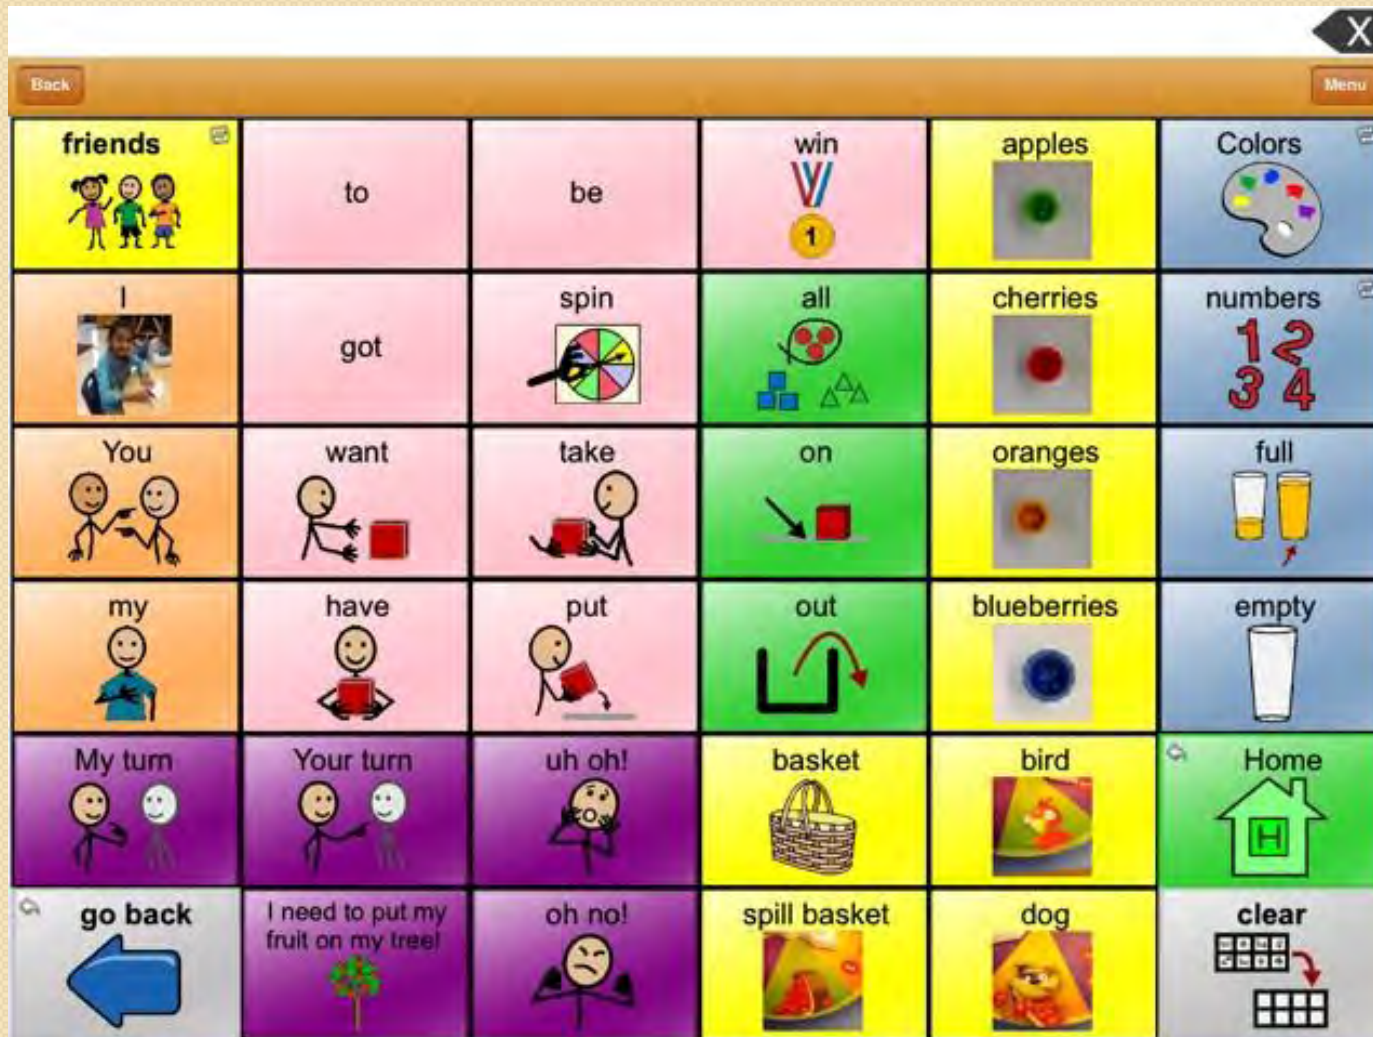 X
Back
Menu
friends
to
be
win
1
apples
Colors
I
got
spin
all
cherries
numbers
1 2
3 4
You
want
take
on
oranges
full
my
have
put
out
blueberries
empty
My turn
Your turn
uh oh!
basket
bird
Home
H
go back
I need to put my
fruit on my tree!
oh no!
spill basket
dog
clear